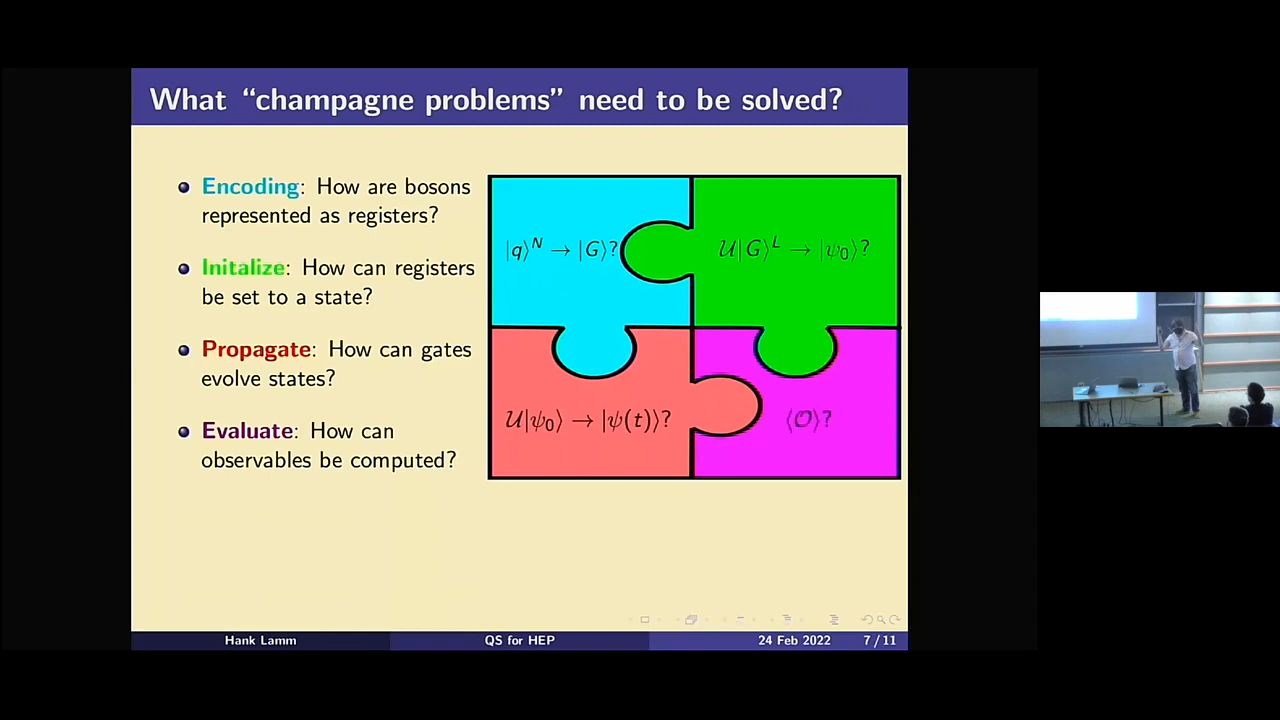 What “champagne problems” need to be solved?
Encoding: How are bosons
represented as registers?
Initalize: How can registers
be set to a state?
Propagate: How can gates
evolve states?
Evaluate: How can
observables be computed?
|q⟩^N → |G⟩?
𝒰|G⟩^L → |ψ₀⟩?
𝒰|ψ₀⟩ → |ψ(t)⟩?
⟨𝒪⟩?
Hank Lamm QS for HEP 24 Feb 2022 7 / 11